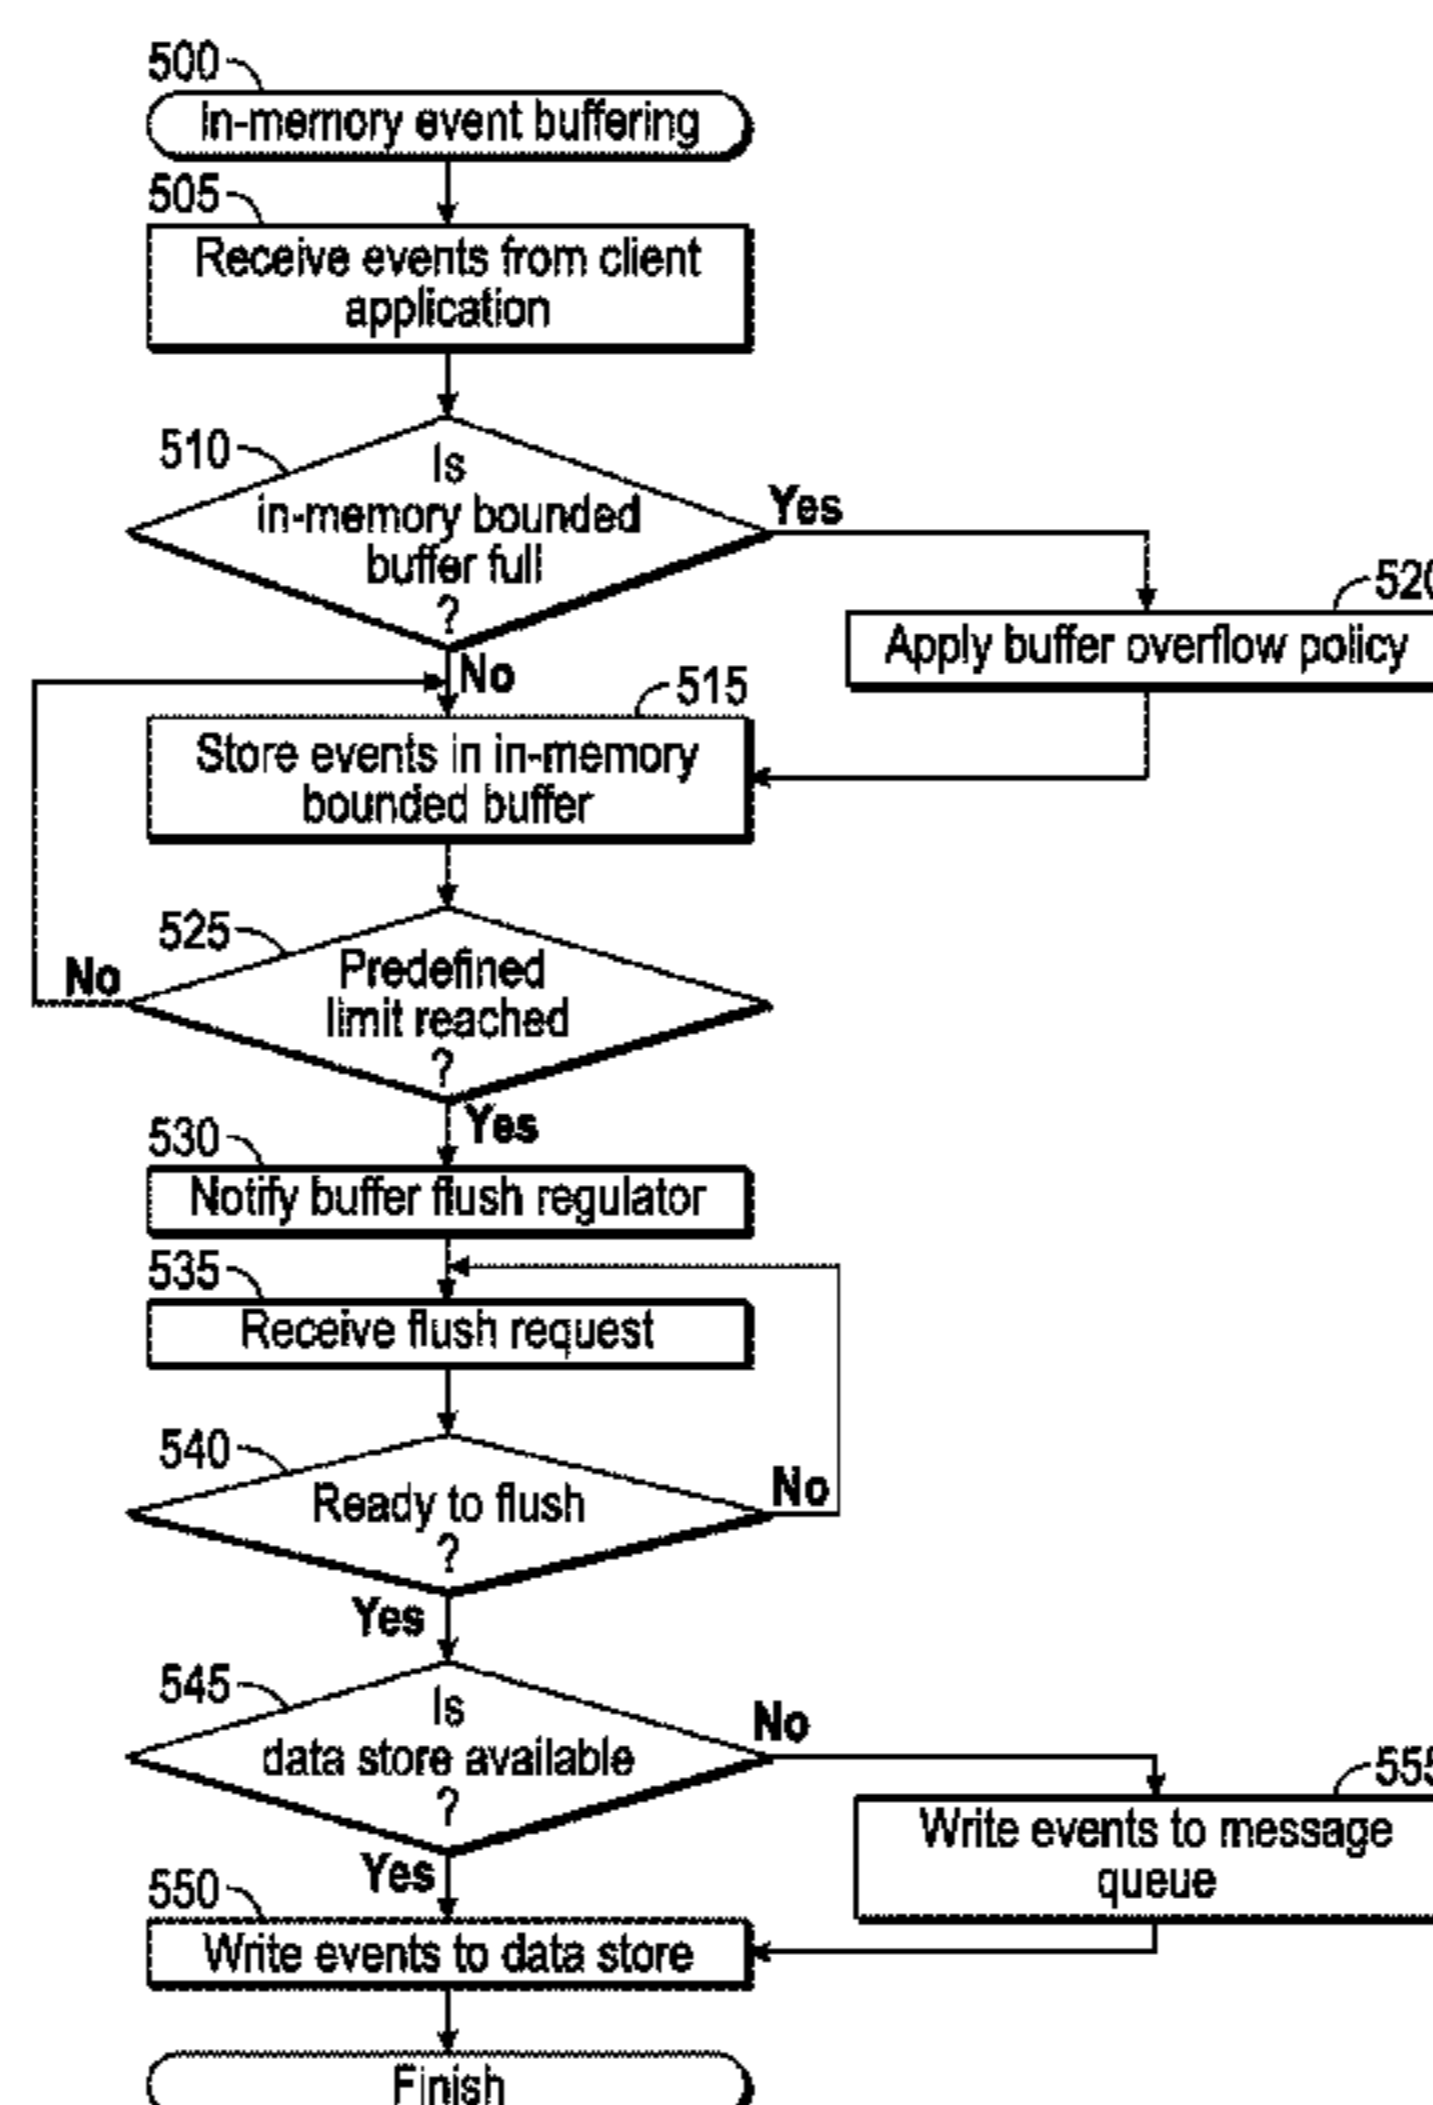 500
In-memory event buffering
505
Receive events from client
application
510
Is
in-memory bounded
buffer full
?
Yes
520
Apply buffer overflow policy
No
515
Store events in in-memory
bounded buffer
525
Predefined
limit reached
?
No
Yes
530
Notify buffer flush regulator
535
Receive flush request
540
Ready to flush
?
No
Yes
545
Is
data store available
?
No
555
Write events to message
queue
Yes
550
Write events to data store
Finish